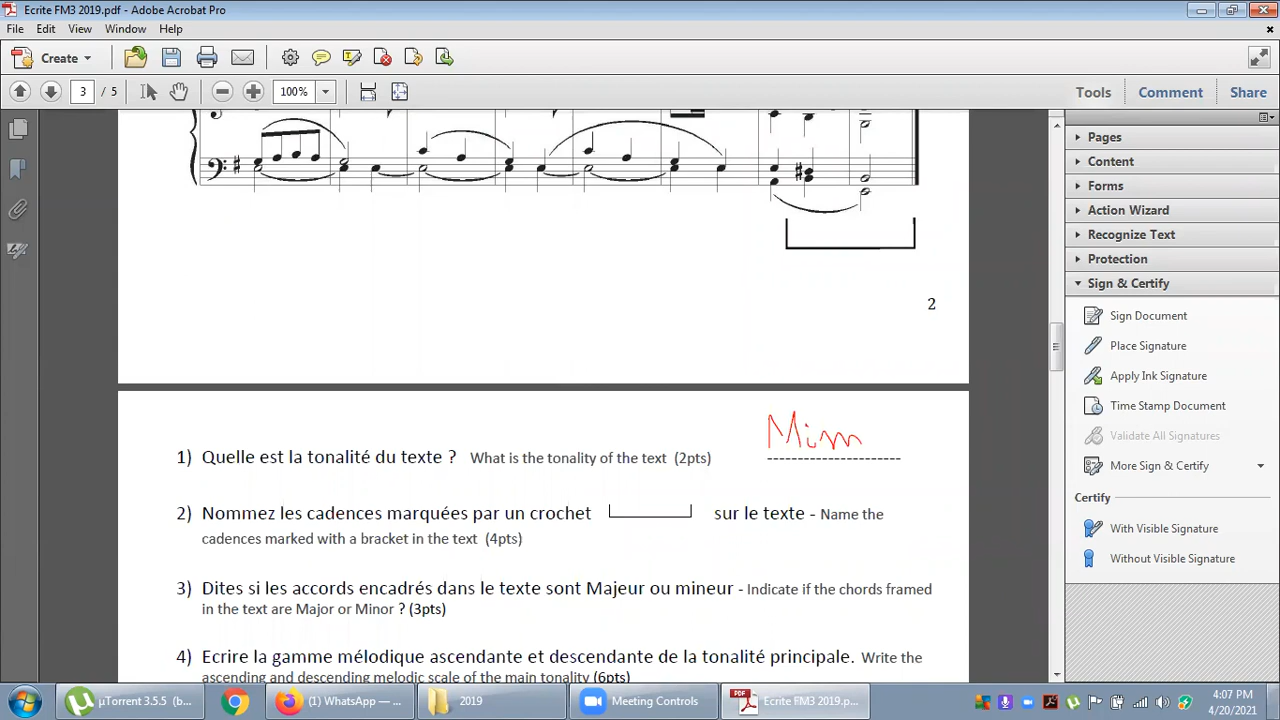 Ecrite FM3 2019.pdf - Adobe Acrobat Pro
File Edit View Window Help
Create
3 / 5 100% Tools Comment Share
Pages
Content
Forms
Action Wizard
Recognize Text
Protection
Sign & Certify
Sign Document
Place Signature
Apply Ink Signature
Time Stamp Document
Validate All Signatures
More Sign & Certify
Certify
With Visible Signature
Without Visible Signature
2
Mim
1) Quelle est la tonalité du texte ? What is the tonality of the text (2pts) ----------------------
2) Nommez les cadences marquées par un crochet sur le texte - Name the
cadences marked with a bracket in the text (4pts)
3) Dites si les accords encadrés dans le texte sont Majeur ou mineur - Indicate if the chords framed
in the text are Major or Minor ? (3pts)
4) Ecrire la gamme mélodique ascendante et descendante de la tonalité principale. Write the
ascending and descending melodic scale of the main tonality (6pts)
µTorrent 3.5.5 (b... (1) WhatsApp — ... 2019 Meeting Controls Ecrite FM3 2019.p...
4:07 PM
4/20/2021